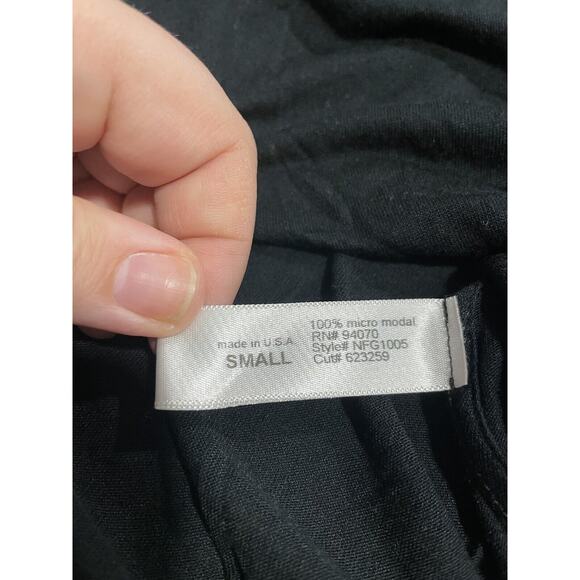 made in U.S.A.
SMALL
100% micro modal
RN# 94070
Style# NFG1005
Cut# 623259